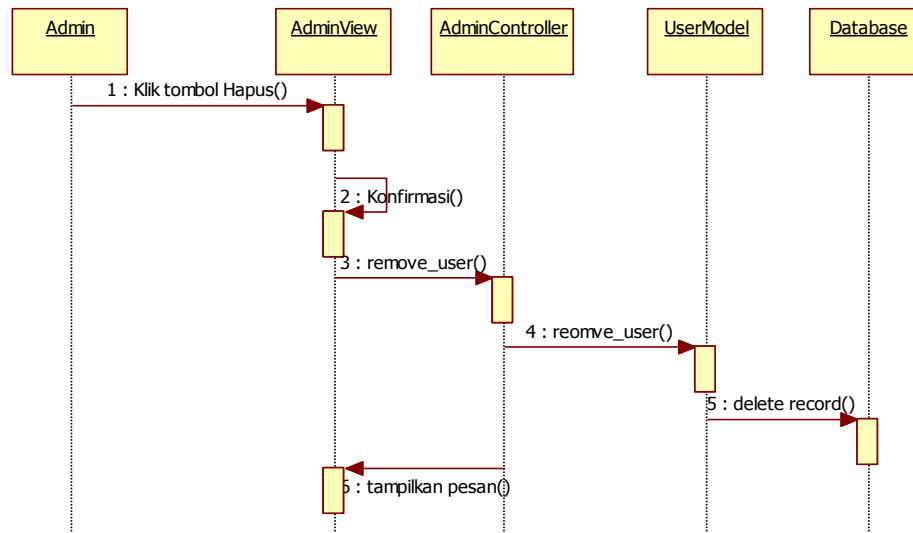 Admin
AdminView
AdminController
UserModel
Database
1 : Klik tombol Hapus()
2 : Konfirmasi()
3 : remove_user()
4 : reomve_user()
5 : delete record()
6 : tampilkan pesan()